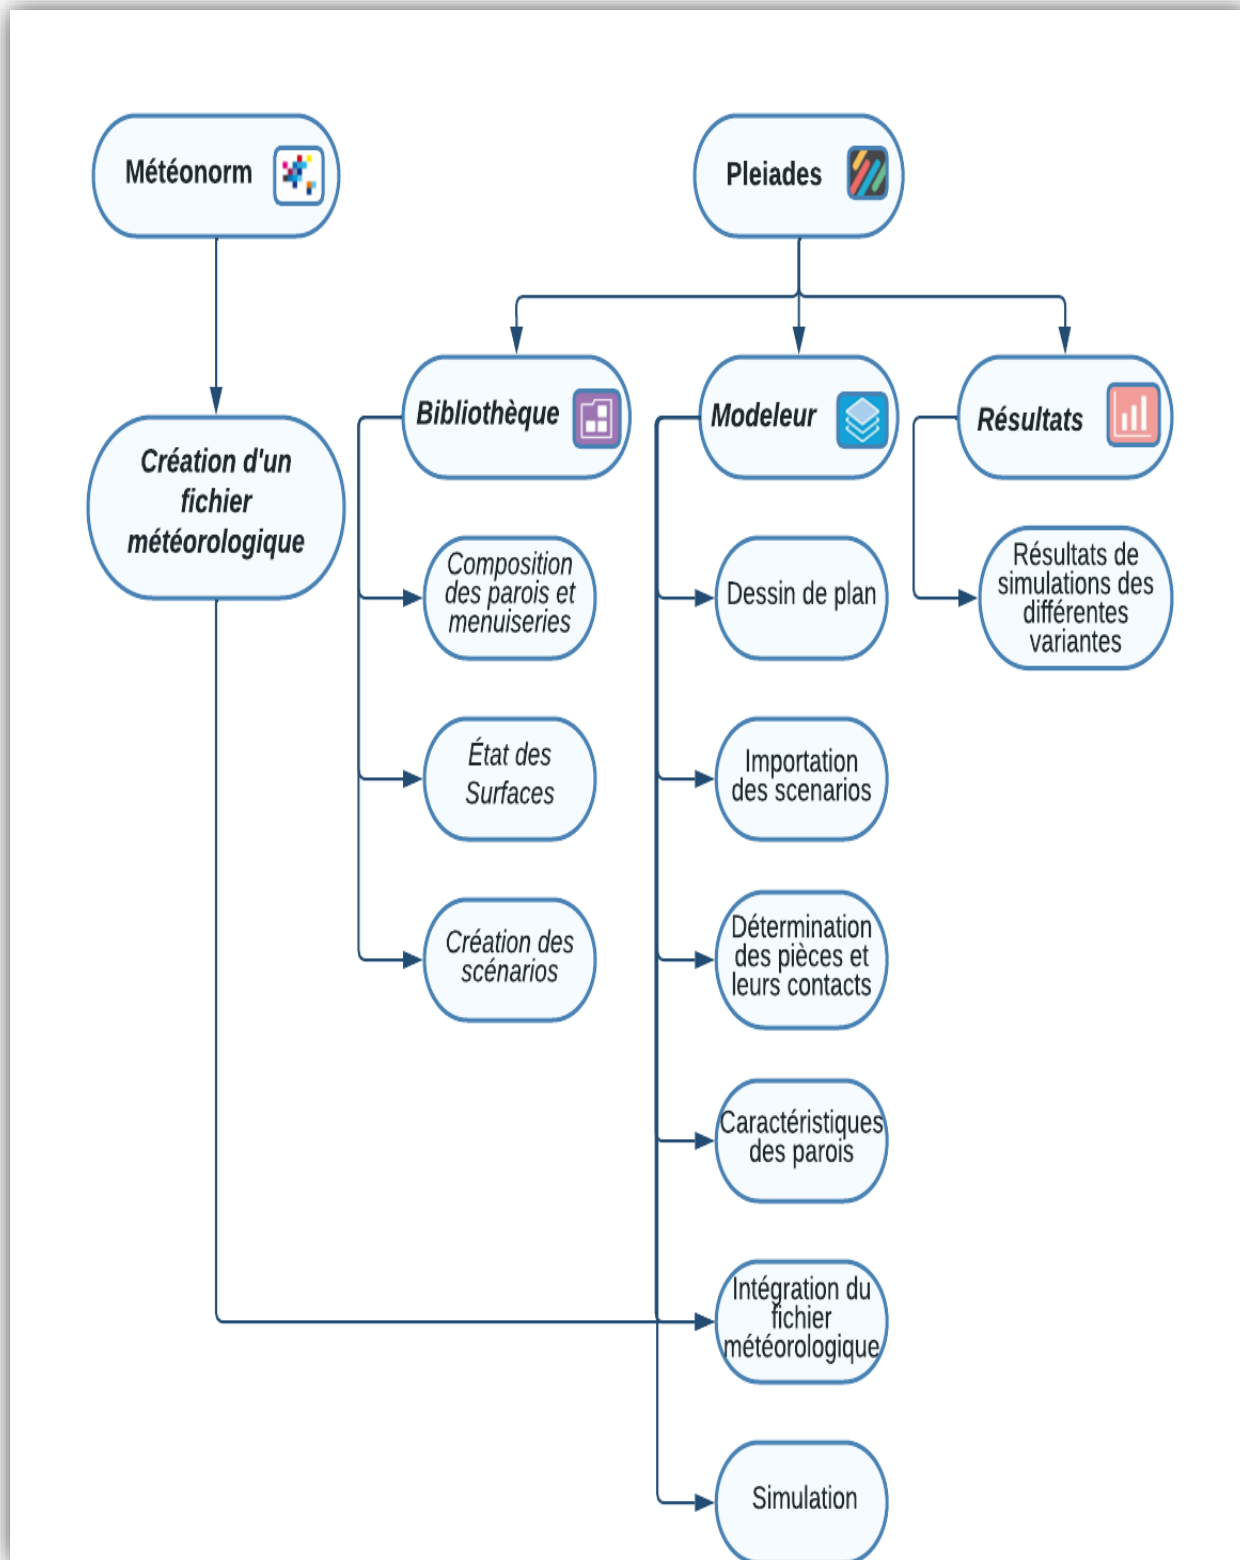 Météonorm
Pleiades
Bibliothèque
Modeleur
Résultats
Création d'un
fichier
météorologique
Composition
des parois et
menuiseries
Dessin de plan
Résultats de
simulations des
différentes
variantes
État des
Surfaces
Importation
des scenarios
Création des
scénarios
Détermination
des pièces et
leurs contacts
Caractéristiques
des parois
Intégration du
fichier
météorologique
Simulation